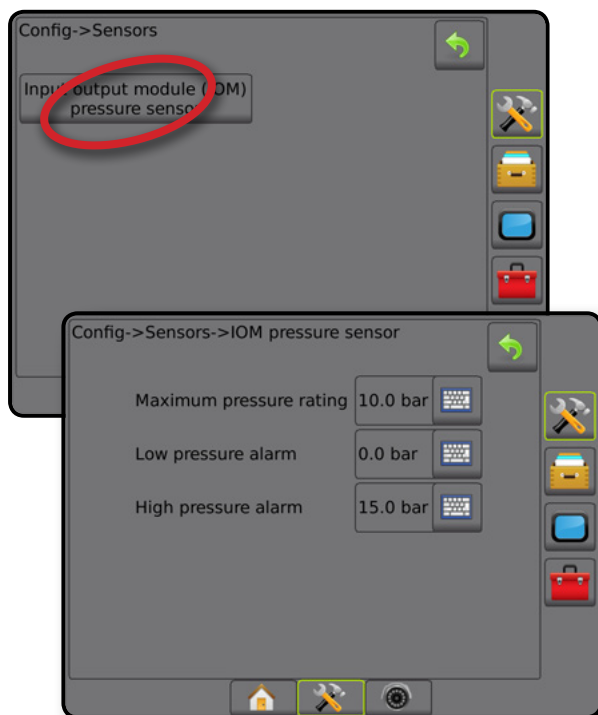 Config->Sensors
Input output module (IOM)
pressure sensor
Config->Sensors->IOM pressure sensor
Maximum pressure rating 10.0 bar
Low pressure alarm 0.0 bar
High pressure alarm 15.0 bar